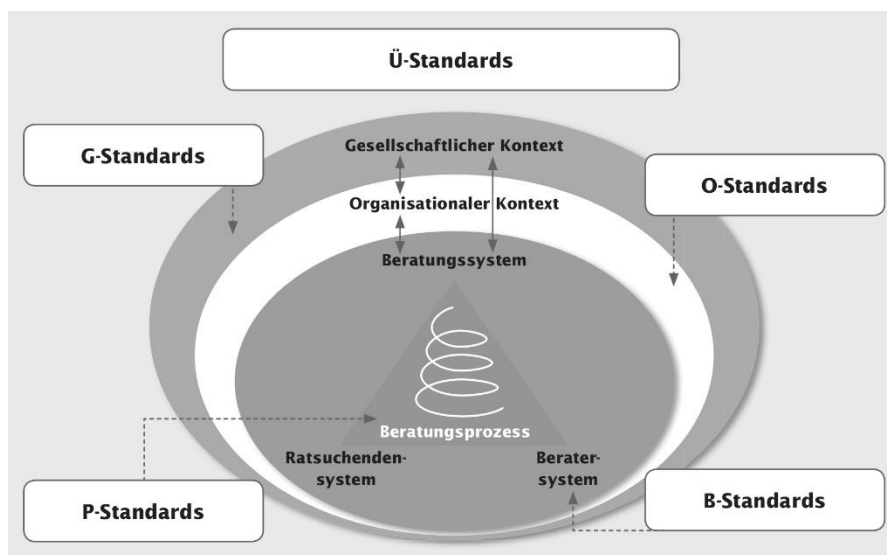 Ü-Standards
G-Standards
Gesellschaftlicher Kontext
O-Standards
Organisationaler Kontext
Beratungssystem
Beratungsprozess
Ratsuchenden-
system
Berater-
system
P-Standards
B-Standards